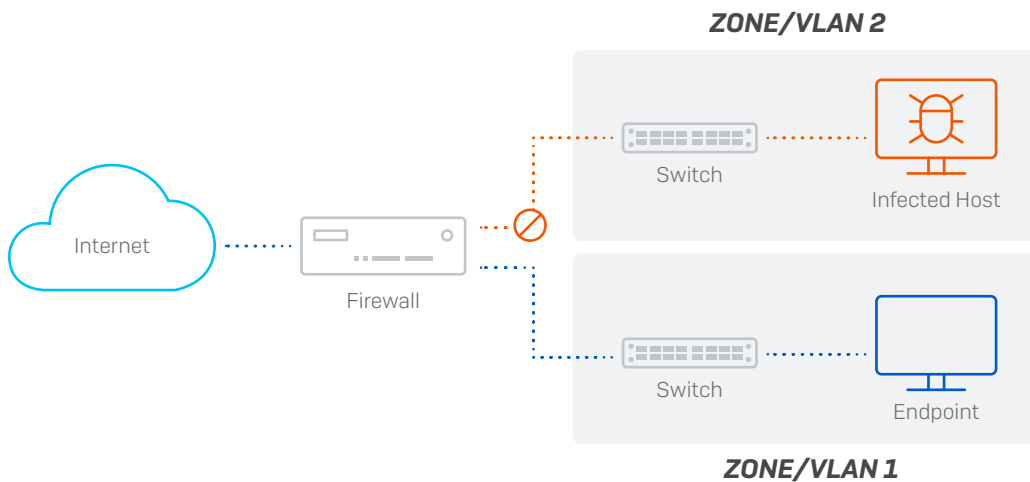 ZONE/VLAN 2
Switch
Infected Host
Internet
Firewall
Switch
Endpoint
ZONE/VLAN 1